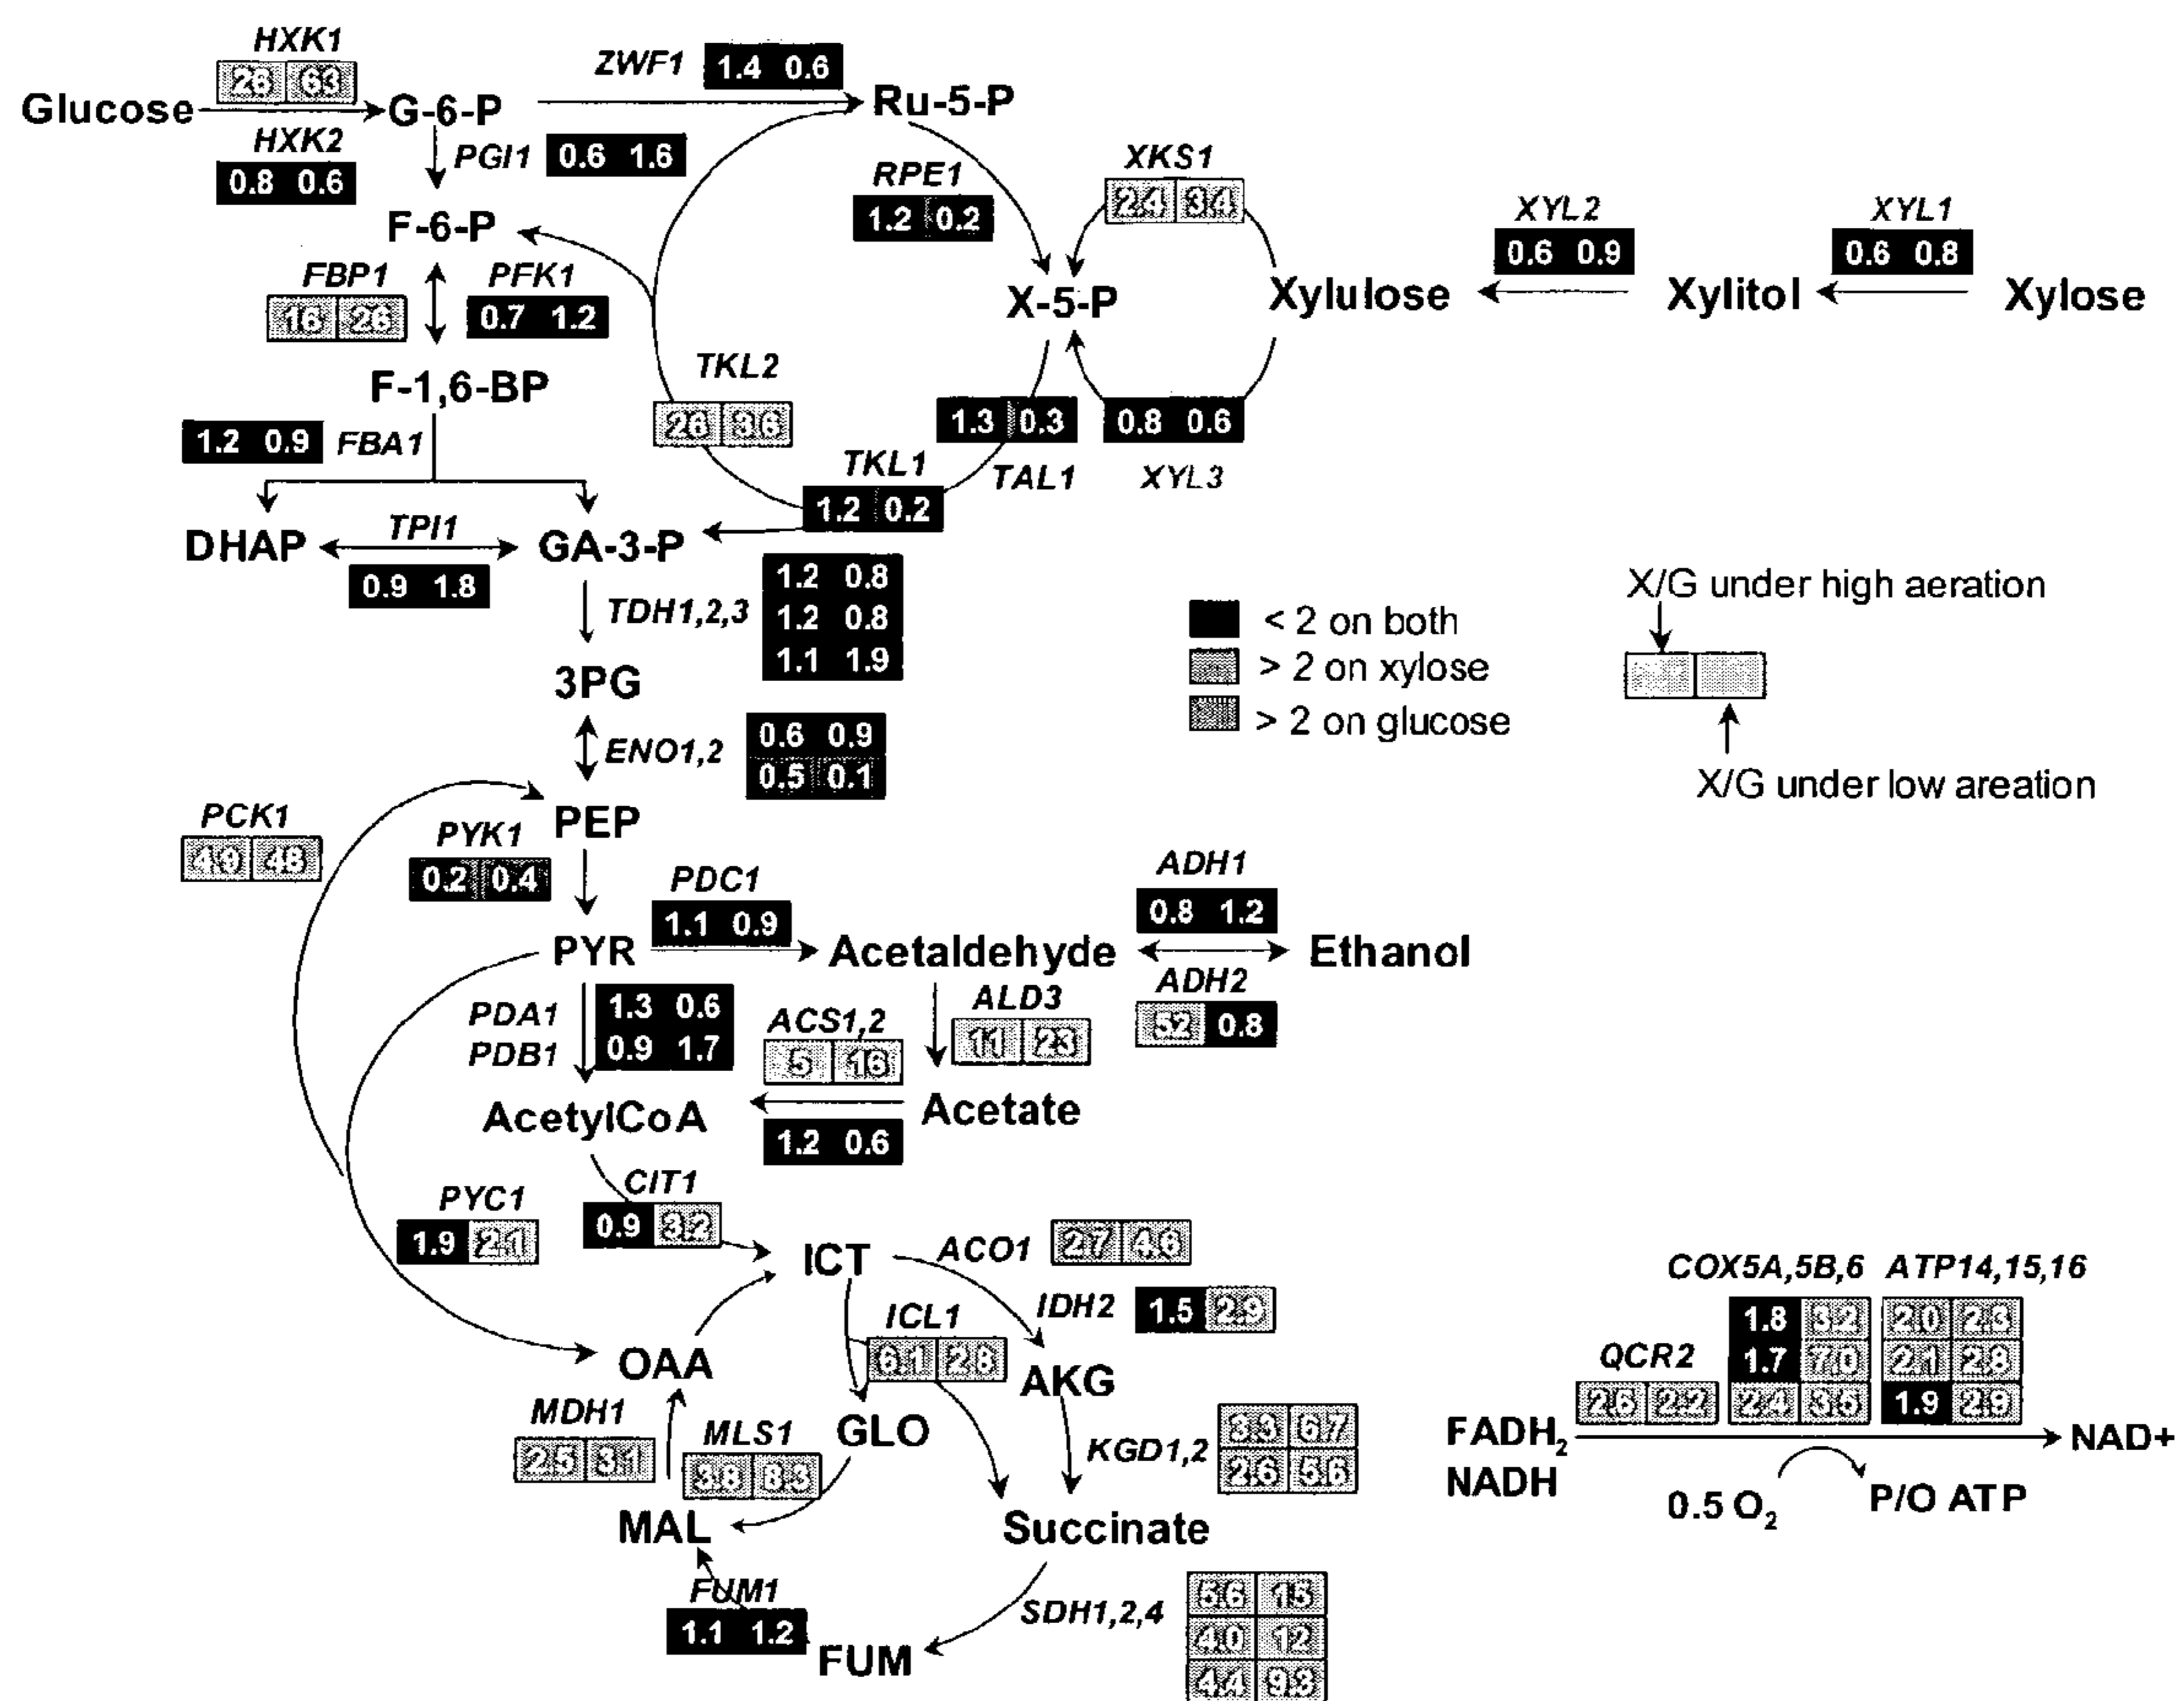 HXK1
26 63
ZWF1 1.4 0.6
Glucose G-6-P Ru-5-P
HXK2
0.8 0.6
PGI1 0.6 1.6
RPE1
1.2 0.2
XKS1
2.4 3.4
XYL2
0.6 0.9
XYL1
0.6 0.8
F-6-P
FBP1
16 26
PFK1
0.7 1.2
X-5-P Xylulose Xylitol Xylose
F-1,6-BP
TKL2
26 3.6
1.3 0.3
TAL1
0.8 0.6
XYL3
1.2 0.9 FBA1
TKL1
1.2 0.2
DHAP TPI1 GA-3-P
0.9 1.8
TDH1,2,3
1.2 0.8
1.2 0.8
1.1 1.9
< 2 on both
> 2 on xylose
> 2 on glucose
X/G under high aeration
X/G under low areation
3PG
ENO1,2
0.6 0.9
0.5 0.1
PCK1
4.9 48
PEP
PYK1
0.2 0.4
PDC1
1.1 0.9
ADH1
0.8 1.2
PYR Acetaldehyde Ethanol
ADH2
52 0.8
PDA1 1.3 0.6
PDB1 0.9 1.7
ACS1,2
5 16
ALD3
11 23
AcetylCoA Acetate
1.2 0.6
PYC1
1.9 2.1
CIT1
0.9 3.2
ICT
ACO1 2.7 4.6
IDH2 1.5 2.9
ICL1
6.1 2.8
OAA
AKG
GLO
MDH1
2.5 3.1
MLS1
3.8 8.3
KGD1,2
3.3 6.7
2.6 5.6
MAL Succinate
FUM1
1.1 1.2
FUM
SDH1,2,4
5.6 15
4.0 12
4.4 9.3
COX5A,5B,6 ATP14,15,16
1.8 3.2 2.0 2.3
1.7 7.0 2.1 2.8
2.4 3.5 1.9 2.9
QCR2
2.6 2.2
FADH2
NADH
NAD+
0.5 O2
P/O ATP